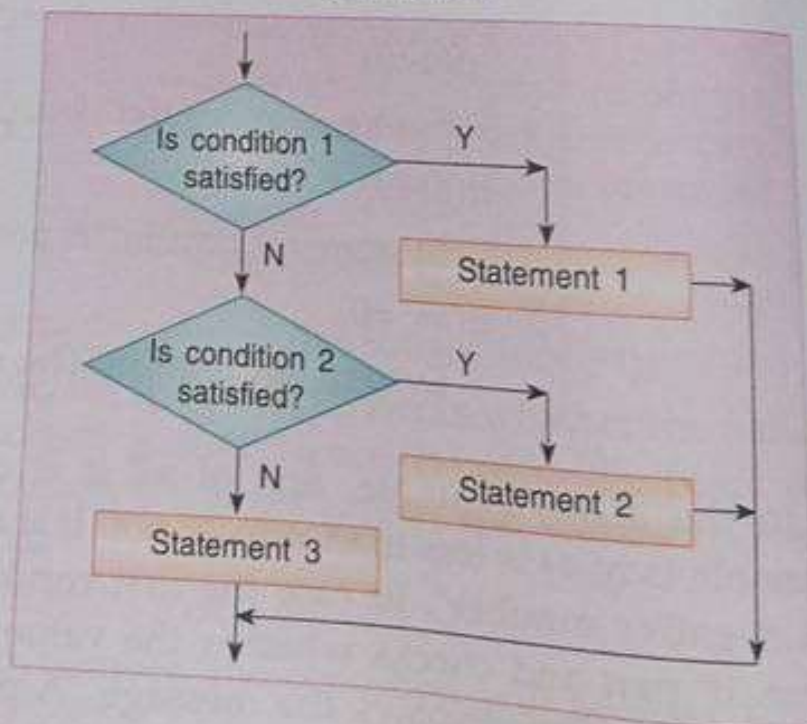 Is condition 1
satisfied?
Y
N
Statement 1
Is condition 2
satisfied?
Y
N
Statement 2
Statement 3